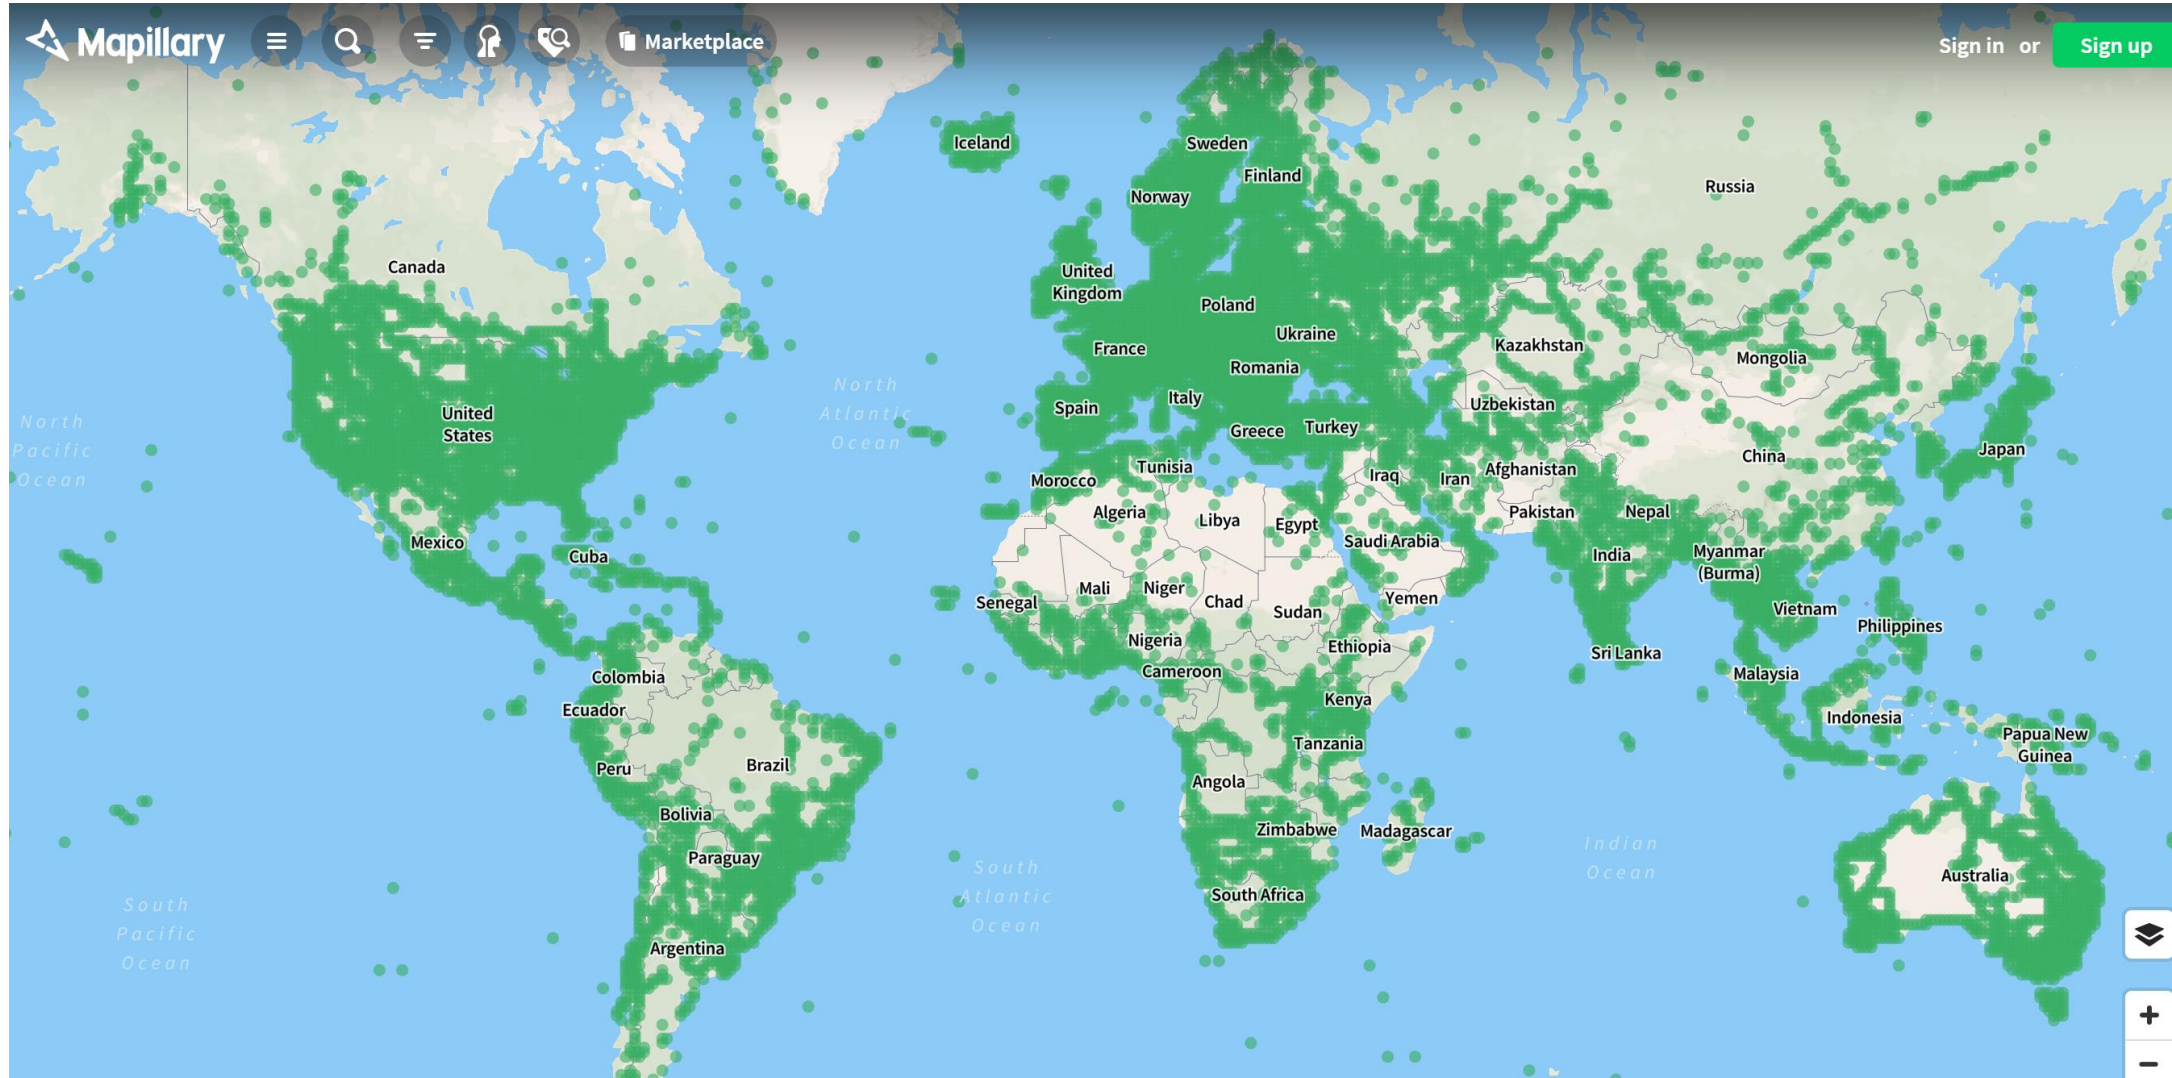 Mapillary
Marketplace
Sign in or
Sign up
Iceland
Sweden
Finland
Norway
Russia
Canada
United
Kingdom
Poland
Ukraine
France
Romania
Kazakhstan
Mongolia
North
Atlantic
Ocean
Italy
Spain
Uzbekistan
United
States
North
Pacific
Ocean
Greece
Turkey
Japan
China
Tunisia
Morocco
Iraq
Iran
Afghanistan
Algeria
Libya
Egypt
Pakistan
Nepal
Mexico
Cuba
Saudi Arabia
India
Myanmar
(Burma)
Mali
Niger
Chad
Senegal
Sudan
Yemen
Vietnam
Philippines
Nigeria
Ethiopia
Sri Lanka
Colombia
Cameroon
Malaysia
Ecuador
Kenya
Indonesia
Papua New
Guinea
Tanzania
Peru
Brazil
Angola
Bolivia
Zimbabwe
Madagascar
Paraguay
Indian
Ocean
South
Atlantic
Ocean
Australia
South Africa
South
Pacific
Ocean
Argentina